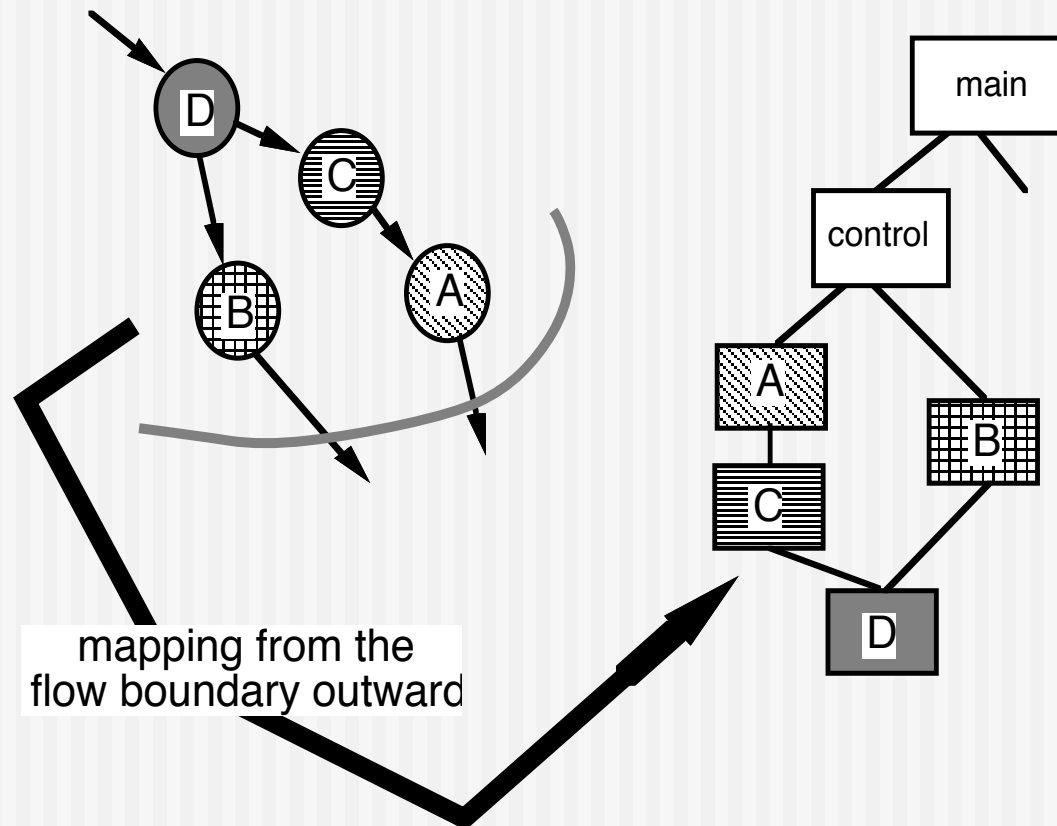 D
C
B
A
mapping from the
flow boundary outward
main
control
A
B
C
D